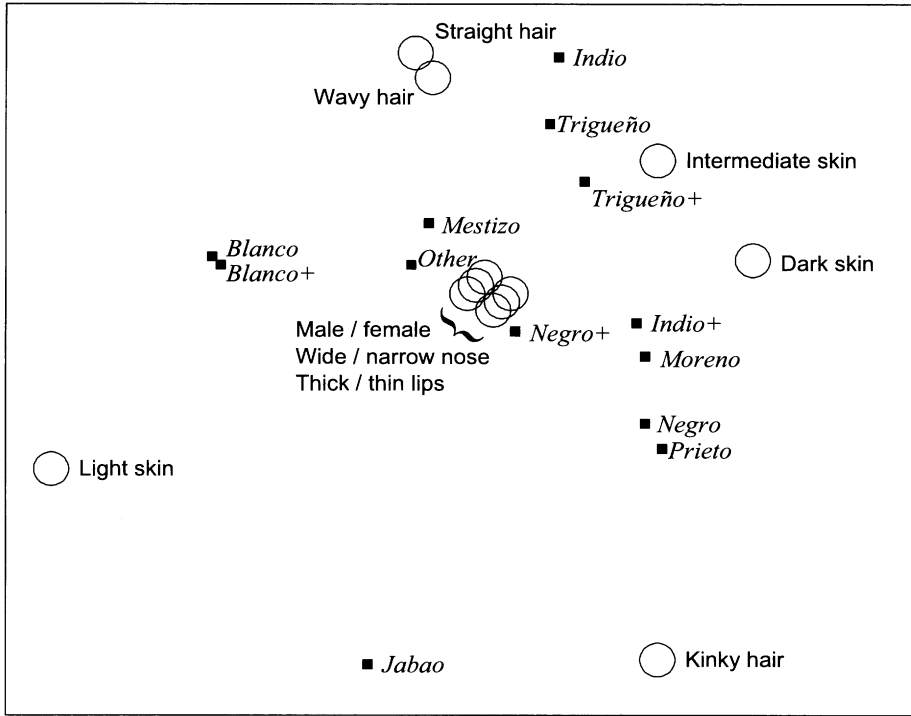 Straight hair
Indio
Wavy hair
Trigueño
Intermediate skin
Trigueño+
Mestizo
Blanco
Other
Blanco+
Dark skin
Male / female
Indio+
Negro+
Wide / narrow nose
Moreno
Thick / thin lips
Negro
Prieto
Light skin
Jabao
Kinky hair